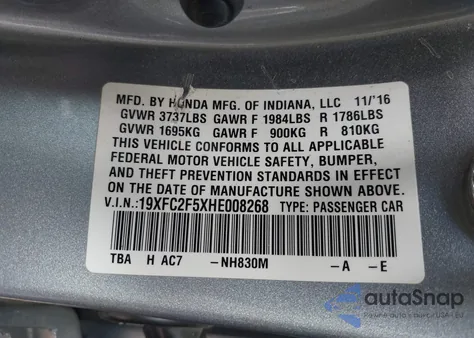 MFD. BY HONDA MFG. OF INDIANA, LLC 11/'16
GVWR 3737LBS GAWR F 1984LBS R 1786LBS
GVWR 1695KG GAWR F 900KG R 810KG
THIS VEHICLE CONFORMS TO ALL APPLICABLE
FEDERAL MOTOR VEHICLE SAFETY, BUMPER,
AND THEFT PREVENTION STANDARDS IN EFFECT
ON THE DATE OF MANUFACTURE SHOWN ABOVE.
V.I.N.:19XFC2F5XHE008268 TYPE: PASSENGER CAR
TBA H AC7 -NH830M -A -E
autoSnap